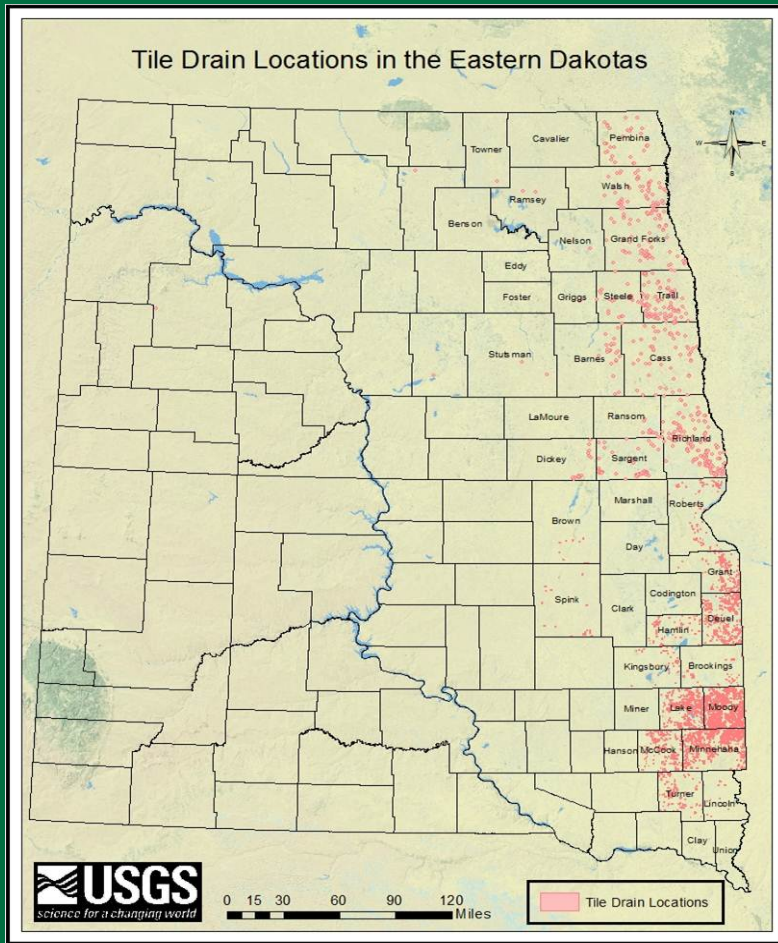 Tile Drain Locations in the Eastern Dakotas
N
W
E
S
Towner
Cavalier
Pembina
Ramsey
Walsh
Benson
Nelson
Grand Forks
Eddy
Foster
Griggs
Steele
Traill
Stutsman
Barnes
Cass
LaMoure
Ransom
Richland
Dickey
Sargent
Marshall
Roberts
Brown
Day
Grant
Codington
Spink
Clark
Deuel
Hamlin
Kingsbury
Brookings
Miner
Lake
Moody
Hanson
McCook
Minnehaha
Turner
Lincoln
Clay
Union
USGS
science for a changing world
0 15 30 60 90 120
Miles
Tile Drain Locations